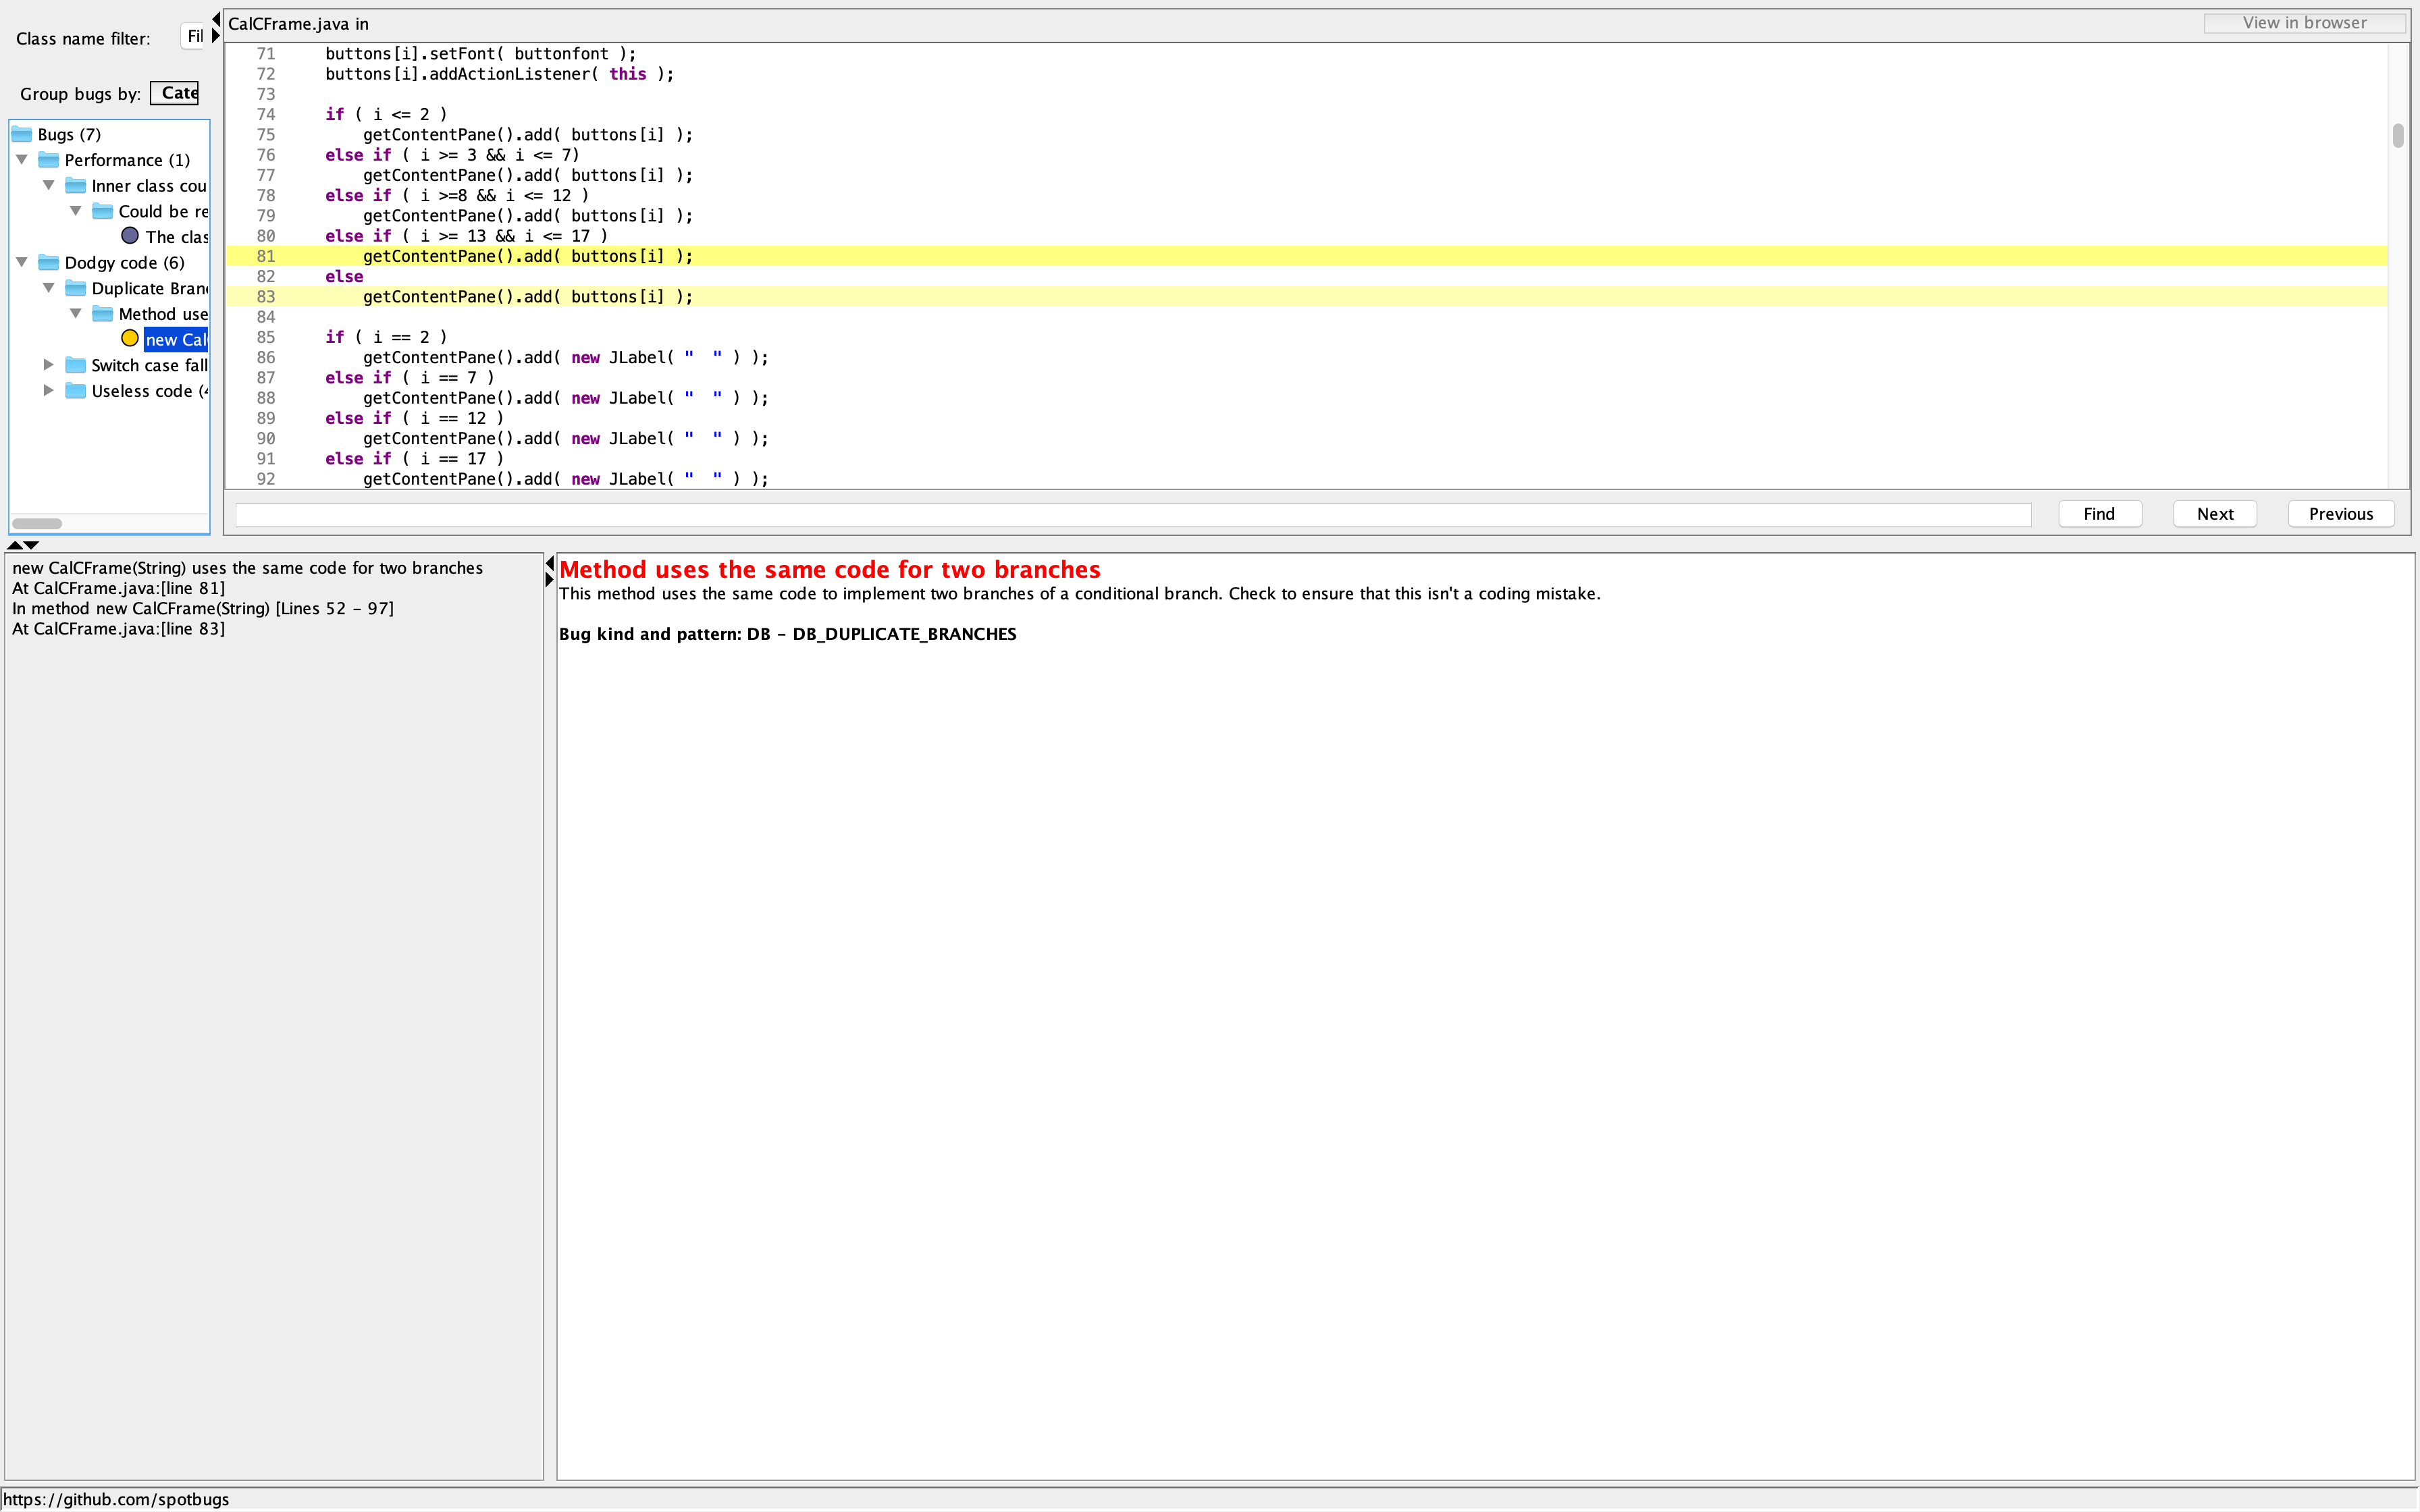 Class name filter:
Fil
Group bugs by:
Cate
Bugs (7)
Performance (1)
Inner class cou
Could be re
The clas
Dodgy code (6)
Duplicate Bran
Method use
new Cal
Switch case fall
Useless code (4
CalCFrame.java in
View in browser
71 buttons[i].setFont( buttonfont );
72 buttons[i].addActionListener( this );
73
74 if ( i <= 2 )
75 getContentPane().add( buttons[i] );
76 else if ( i >= 3 && i <= 7)
77 getContentPane().add( buttons[i] );
78 else if ( i >=8 && i <= 12 )
79 getContentPane().add( buttons[i] );
80 else if ( i >= 13 && i <= 17 )
81 getContentPane().add( buttons[i] );
82 else
83 getContentPane().add( buttons[i] );
84
85 if ( i == 2 )
86 getContentPane().add( new JLabel( "  " ) );
87 else if ( i == 7 )
88 getContentPane().add( new JLabel( "  " ) );
89 else if ( i == 12 )
90 getContentPane().add( new JLabel( "  " ) );
91 else if ( i == 17 )
92 getContentPane().add( new JLabel( "  " ) );
Find
Next
Previous
new CalCFrame(String) uses the same code for two branches
At CalCFrame.java:[line 81]
In method new CalCFrame(String) [Lines 52 - 97]
At CalCFrame.java:[line 83]
Method uses the same code for two branches
This method uses the same code to implement two branches of a conditional branch. Check to ensure that this isn't a coding mistake.
Bug kind and pattern: DB - DB_DUPLICATE_BRANCHES
https://github.com/spotbugs